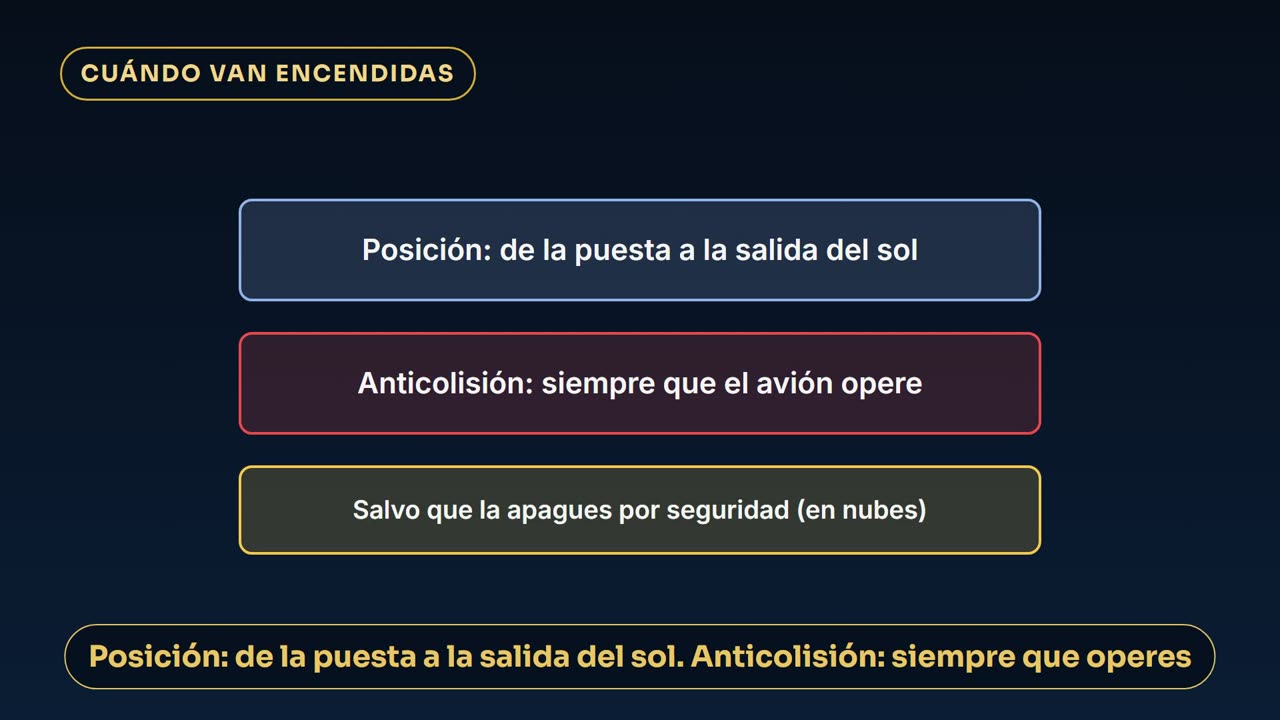 CUÁNDO VAN ENCENDIDAS
Posición: de la puesta a la salida del sol
Anticolisión: siempre que el avión opere
Salvo que la apagues por seguridad (en nubes)
Posición: de la puesta a la salida del sol. Anticolisión: siempre que operes